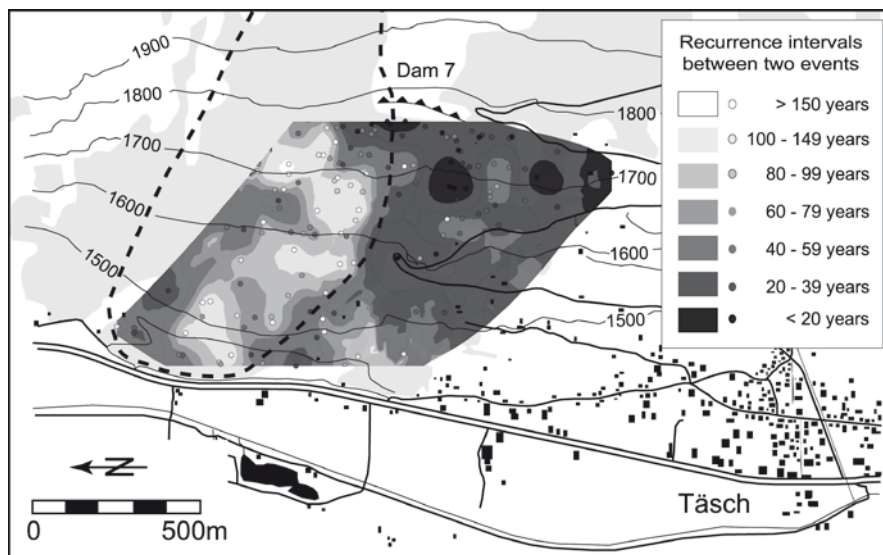 1900
1800
1700
1600
1500
Dam 7
1800
1700
1600
1500
Recurrence intervals
between two events
> 150 years
100 - 149 years
80 - 99 years
60 - 79 years
40 - 59 years
20 - 39 years
< 20 years
N
0 500m
Täsch